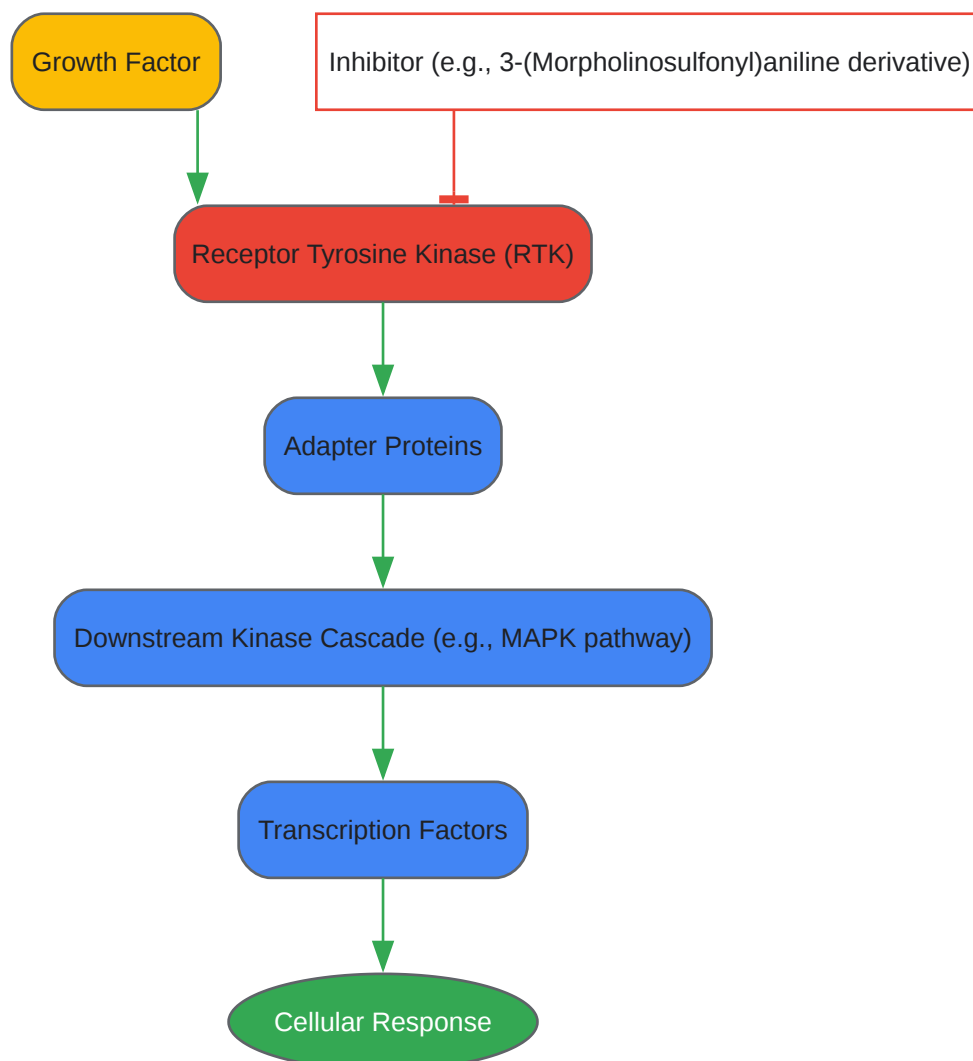 Growth Factor
Inhibitor (e.g., 3-(Morpholinosulfonyl)aniline derivative)
Receptor Tyrosine Kinase (RTK)
Adapter Proteins
Downstream Kinase Cascade (e.g., MAPK pathway)
Transcription Factors
Cellular Response